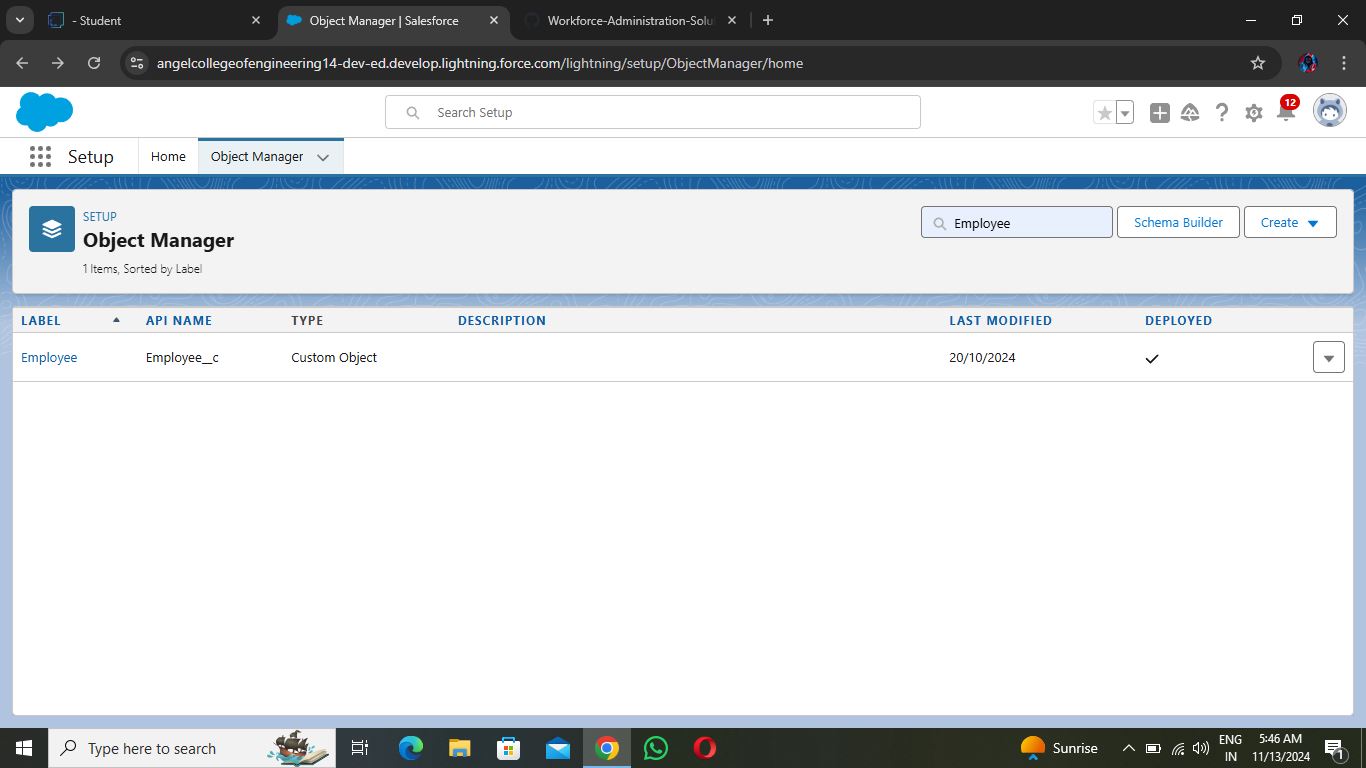 - Student
Object Manager | Salesforce
Workforce-Administration-Solu
angelcollegeofengineering14-dev-ed.develop.lightning.force.com/lightning/setup/ObjectManager/home
Search Setup
12
Setup
Home
Object Manager
SETUP
Object Manager
1 Items, Sorted by Label
Employee
Schema Builder
Create
LABEL API NAME TYPE DESCRIPTION LAST MODIFIED DEPLOYED
Employee Employee__c Custom Object 20/10/2024
Type here to search
Sunrise
ENG
IN
5:46 AM
11/13/2024
1